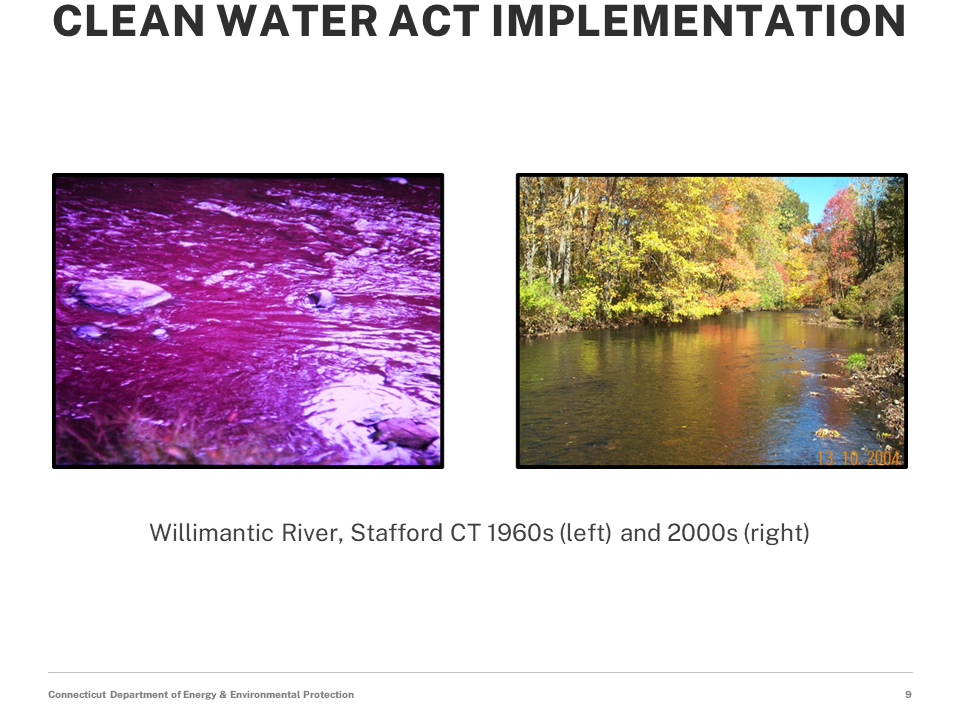 CLEAN WATER ACT IMPLEMENTATION
13. 10. 2004
Willimantic River, Stafford CT 1960s (left) and 2000s (right)
Connecticut Department of Energy & Environmental Protection
9